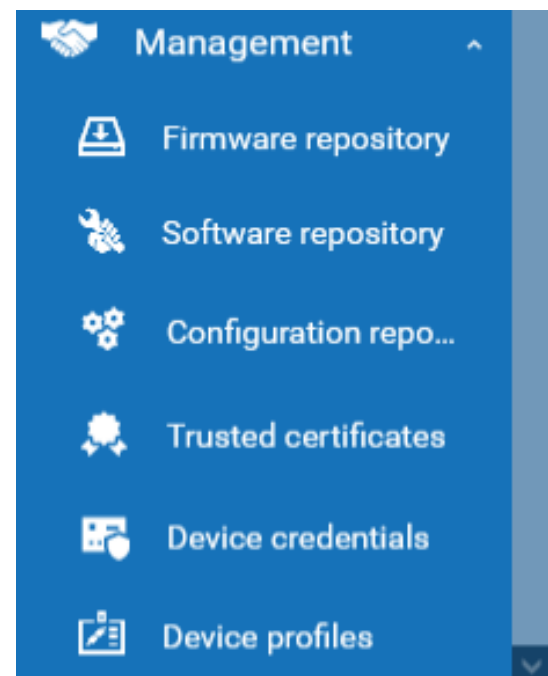 Management
Firmware repository
Software repository
Configuration repo...
Trusted certificates
Device credentials
Device profiles